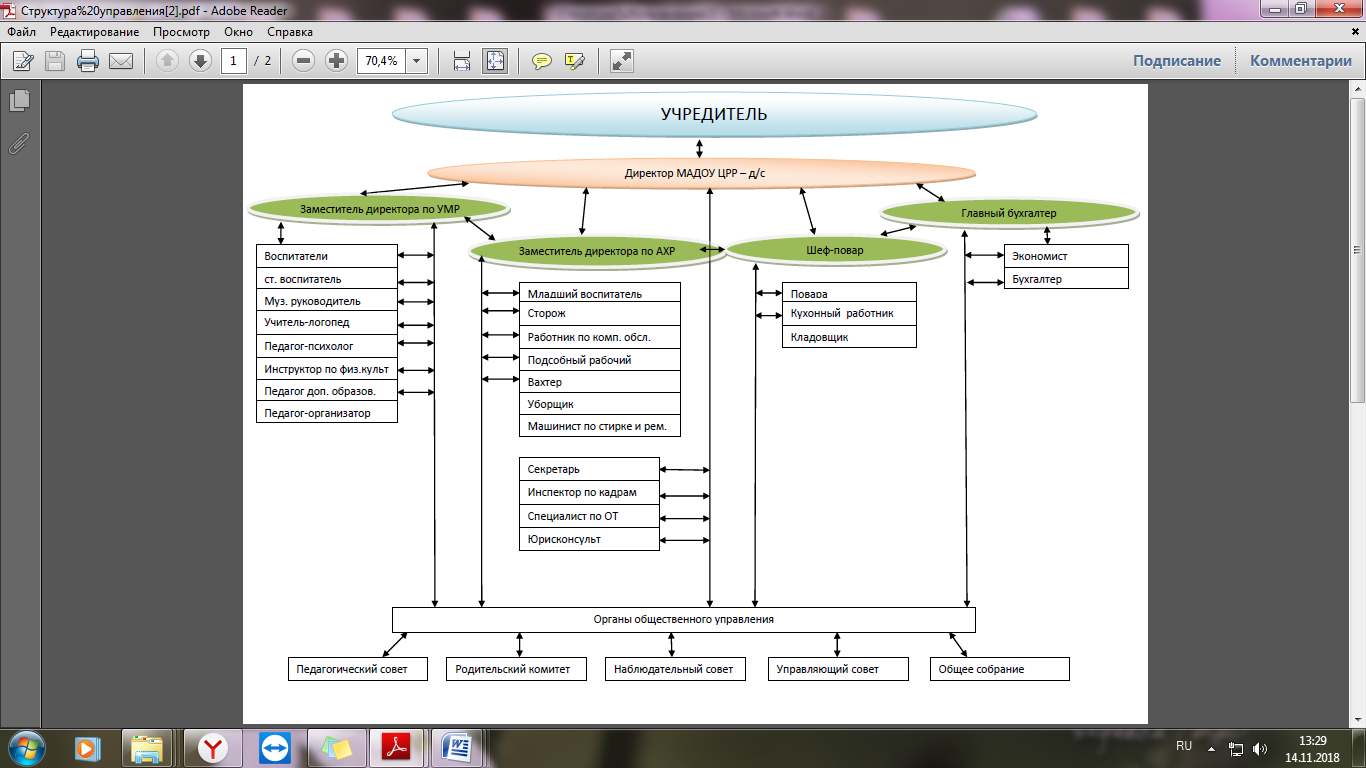 Структура%20управления[2].pdf - Adobe Reader
Файл Редактирование Просмотр Окно Справка
1 / 2 70,4% Подписание Комментарии
УЧРЕДИТЕЛЬ
Директор МАДОУ ЦРР – д/с
Заместитель директора по УМР
Главный бухгалтер
Заместитель директора по АХР
Шеф-повар
Воспитатели
ст. воспитатель
Муз. руководитель
Учитель-логопед
Педагог-психолог
Инструктор по физ.культ
Педагог доп. образов.
Педагог-организатор
Младший воспитатель
Сторож
Работник по комп. обсл.
Подсобный рабочий
Вахтер
Уборщик
Машинист по стирке и рем.
Повара
Кухонный работник
Кладовщик
Экономист
Бухгалтер
Секретарь
Инспектор по кадрам
Специалист по ОТ
Юрисконсульт
Органы общественного управления
Педагогический совет
Родительский комитет
Наблюдательный совет
Управляющий совет
Общее собрание
RU
13:29
14.11.2018